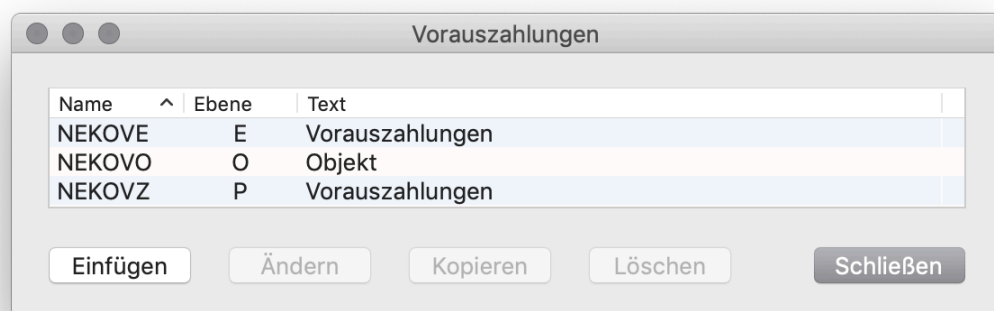 Vorauszahlungen
Name Ebene Text
NEKOVE E Vorauszahlungen
NEKOVO O Objekt
NEKOVZ P Vorauszahlungen
Einfügen Ändern Kopieren Löschen Schließen